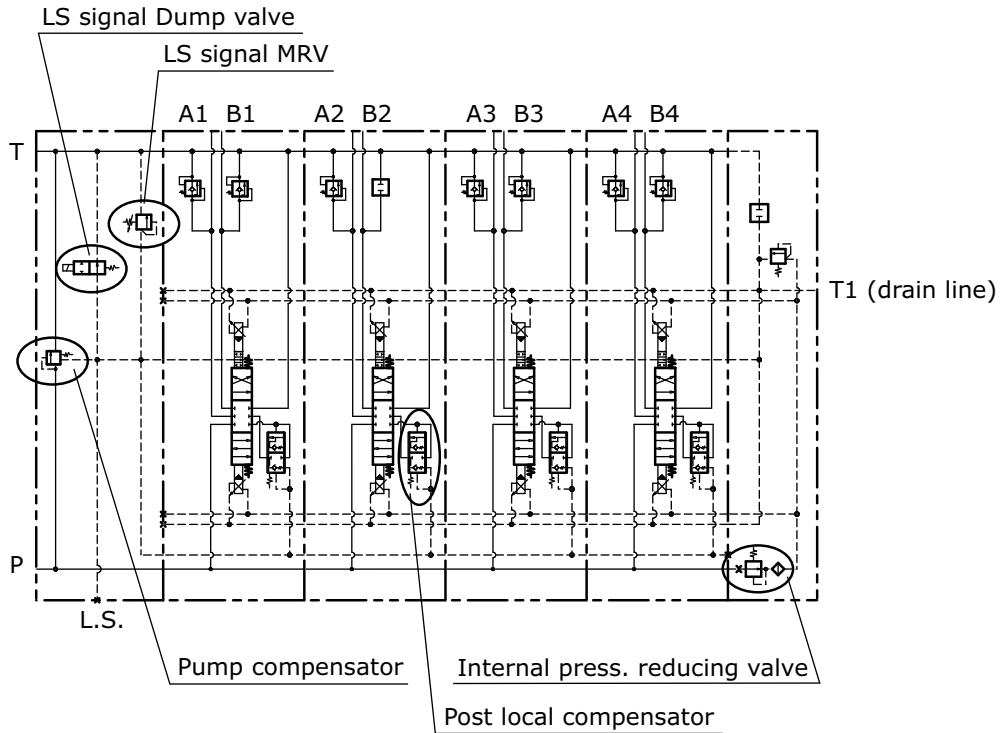 LS signal Dump valve
LS signal MRV
A1 B1 A2 B2 A3 B3 A4 B4
T
T1 (drain line)
P
L.S.
Pump compensator
Internal press. reducing valve
Post local compensator